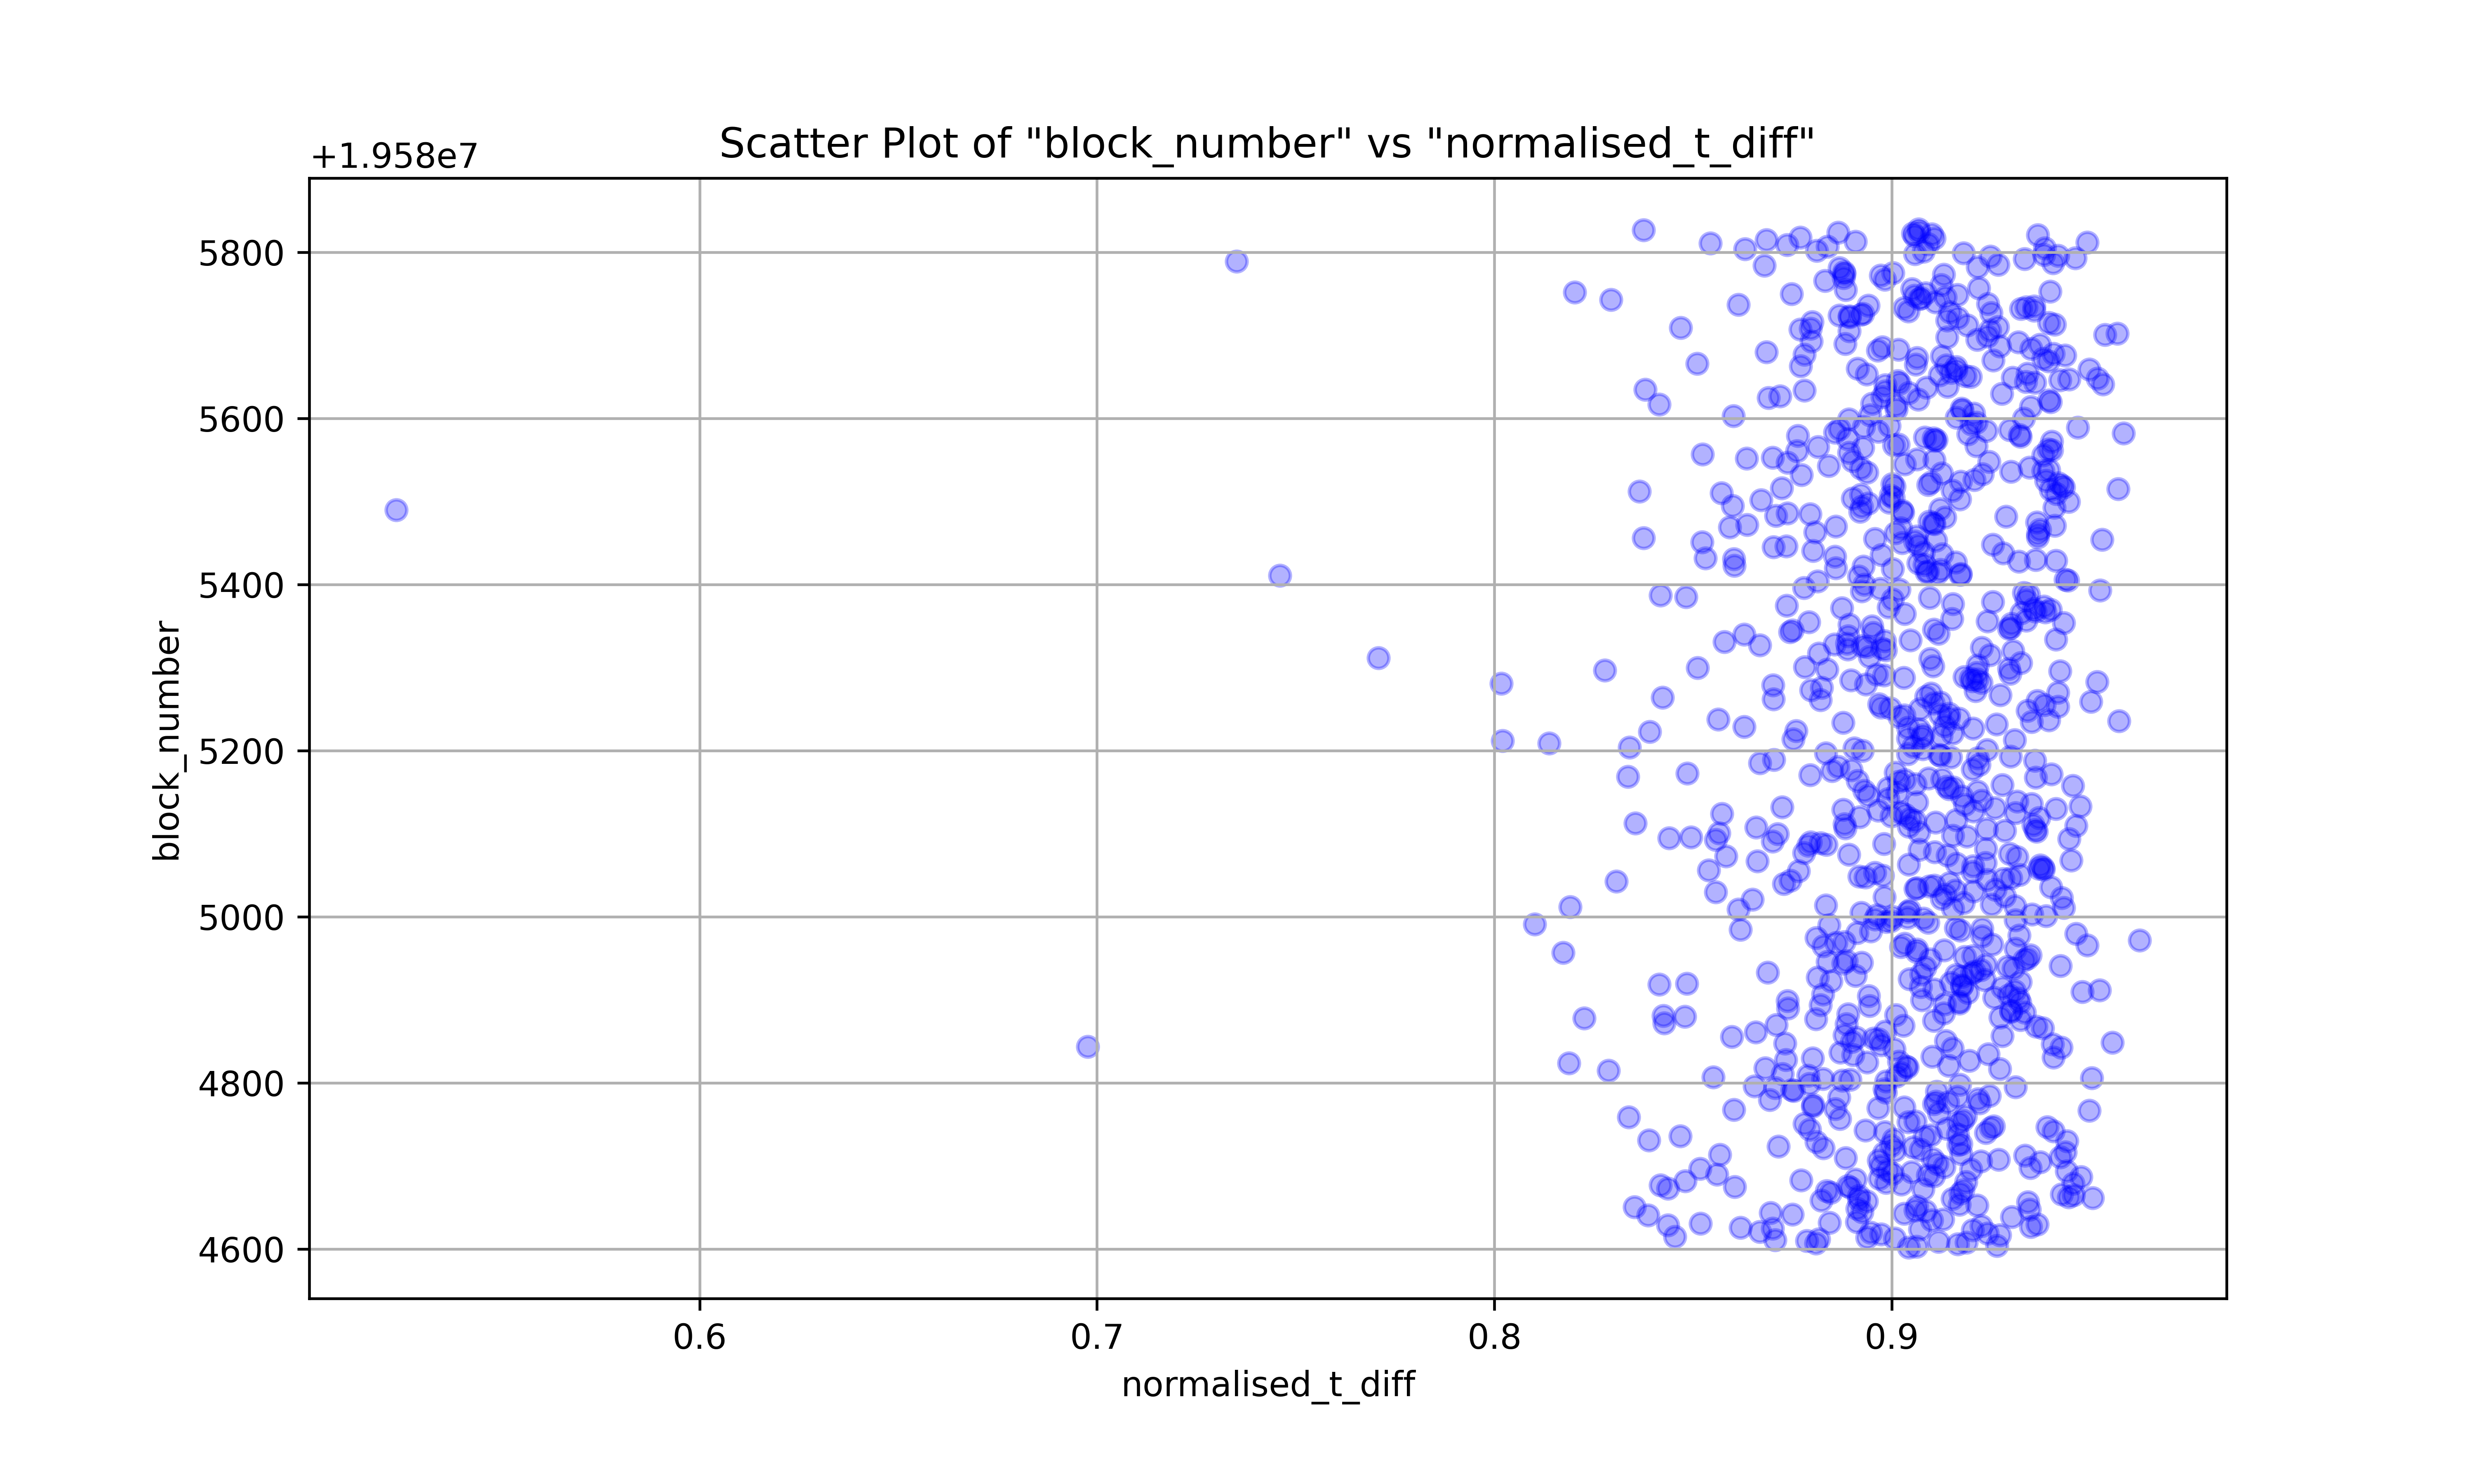 Scatter Plot of "block_number" vs "normalised_t_diff"
+1.958e7
5800
5600
5400
5200
5000
4800
4600
block_number
0.6 0.7 0.8 0.9
normalised_t_diff